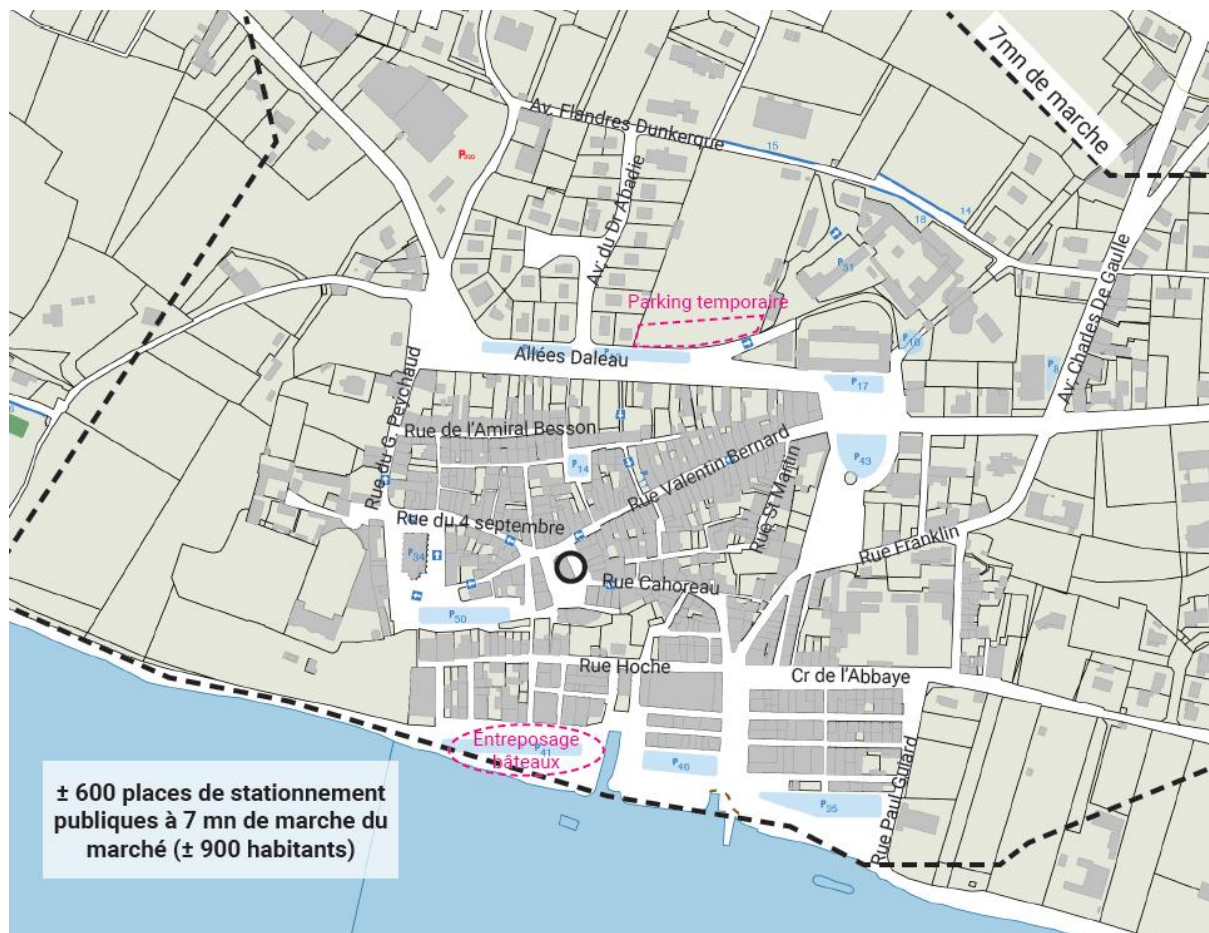 7mn de marche
Av. Flandres Dunkerque
15
P200
Av. du Dr Abadie
18
14
P31
Av. Charles De Gaulle
Parking temporaire
Allées Daleau
P16
P8
P17
Rue du G. Peychaud
Rue de l'Amiral Besson
P14
Rue Valentin Bernard
P43
Rue St Martin
Rue du 4 septembre
P34
Rue Franklin
Rue Cahoreau
P50
Rue Hoche
Cr de l'Abbaye
Entreposage
P41
bâteaux
P46
P35
Rue Paul Guiard
± 600 places de stationnement
publiques à 7 mn de marche du
marché (± 900 habitants)